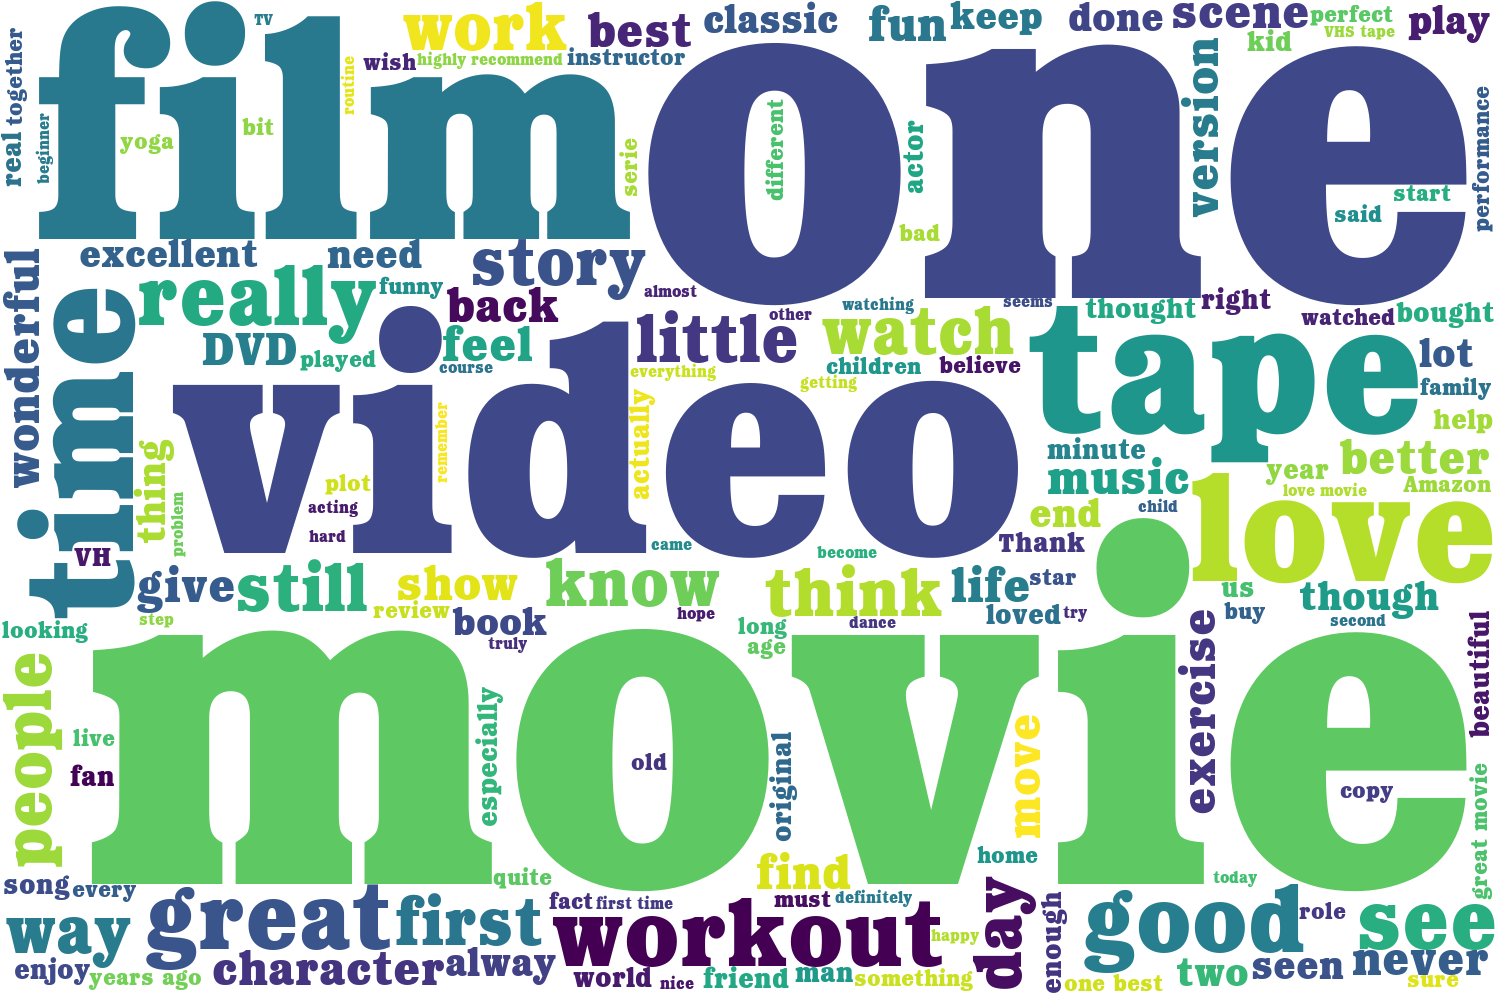 film
one
video
movie
tape
time
love
TV
work
best
classic
fun
keep
done
scene
perfect
VHS tape
play
kid
wish
highly recommend
instructor
routine
together
real
beginner
yoga
bit
serie
different
actor
bad
version
performance
start
said
wonderful
excellent
need
story
really
funny
back
almost
other
watching
seems
thought
right
watched
bought
DVD
played
feel
course
little
everything
watch
children
believe
getting
lot
family
help
thing
problem
plot
acting
hard
remember
actually
minute
music
year
better
love movie
Amazon
child
end
Thank
VH
came
become
give
still
show
review
know
think
life
star
loved
try
us
buy
though
second
looking
step
book
truly
hope
long
age
dance
people
live
fan
especially
old
original
move
exercise
copy
beautiful
great movie
home
today
song
every
quite
find
fact
first time
must
definitely
way
great
first
workout
happy
day
enough
good
role
see
enjoy
years ago
character
alway
world
nice
friend
man
something
one best
two
seen
never
sure